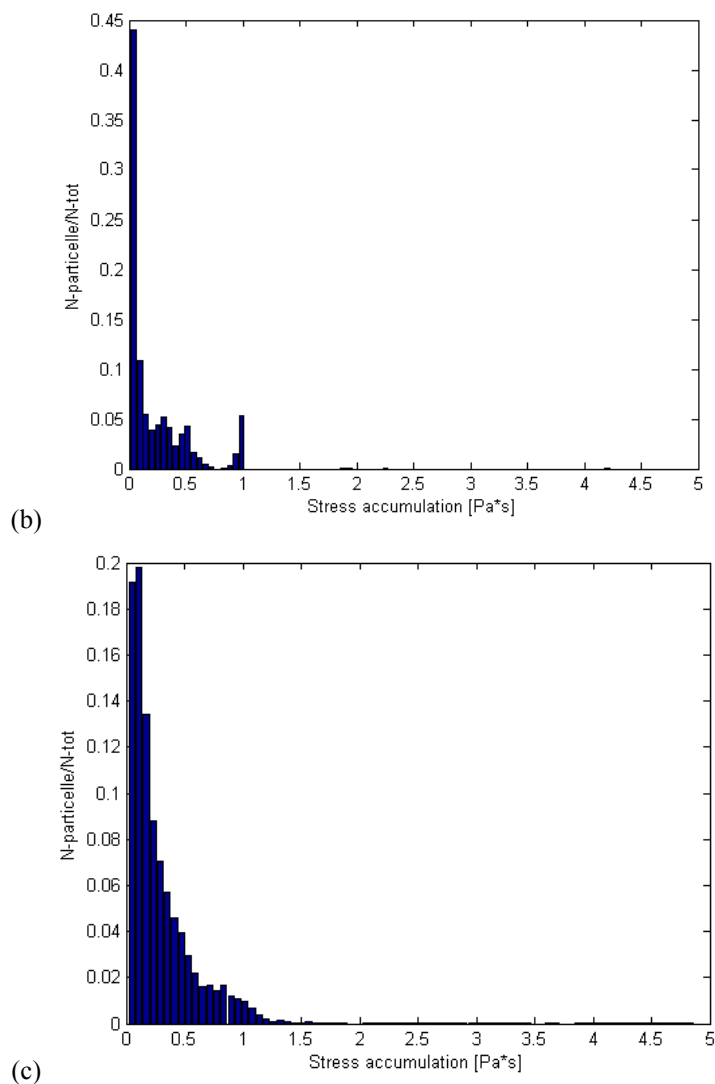 0.45
0.4
0.35
0.3
0.25
0.2
0.15
0.1
0.05
0
N-particelle/N-tot
0 0.5 1 1.5 2 2.5 3 3.5 4 4.5 5
Stress accumulation [Pa*s]
(b)
0.2
0.18
0.16
0.14
0.12
0.1
0.08
0.06
0.04
0.02
0
N-particelle/N-tot
0 0.5 1 1.5 2 2.5 3 3.5 4 4.5 5
Stress accumulation [Pa*s]
(c)